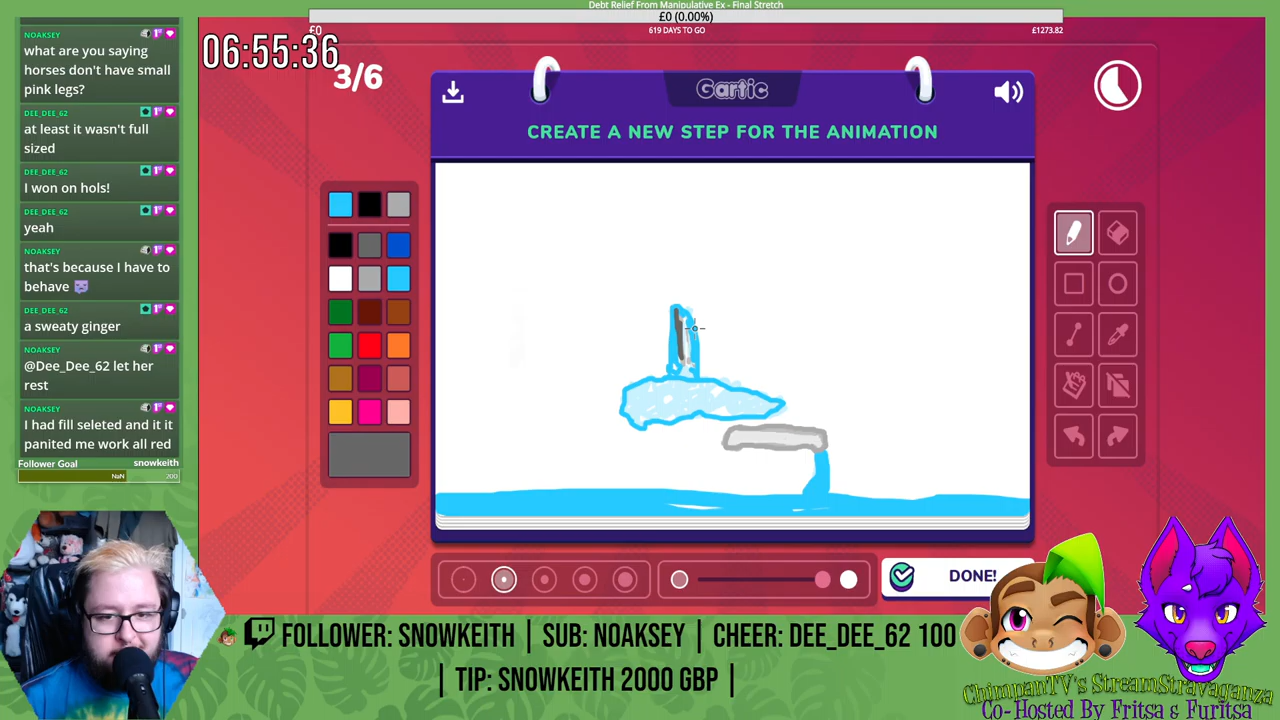 Debt Relief From Manipulative Ex - Final Stretch
£0 (0.00%)
£0
619 DAYS TO GO
£1273.82
06:55:36
3/6
Gartic
CREATE A NEW STEP FOR THE ANIMATION
NOAKSEY
what are you saying
horses don't have small
pink legs?
DEE_DEE_62
at least it wasn't full
sized
DEE_DEE_62
I won on hols!
DEE_DEE_62
yeah
NOAKSEY
that's because I have to
behave
DEE_DEE_62
a sweaty ginger
NOAKSEY
@Dee_Dee_62 let her
rest
NOAKSEY
I had fill seleted and it it
panited me work all red
Follower Goal
snowkeith
NaN
200
DONE!
FOLLOWER: SNOWKEITH | SUB: NOAKSEY | CHEER: DEE_DEE_62 100
| TIP: SNOWKEITH 2000 GBP |
ChimpanTV's StreamStravaganza
Co-Hosted By Fritsa & Furitsa